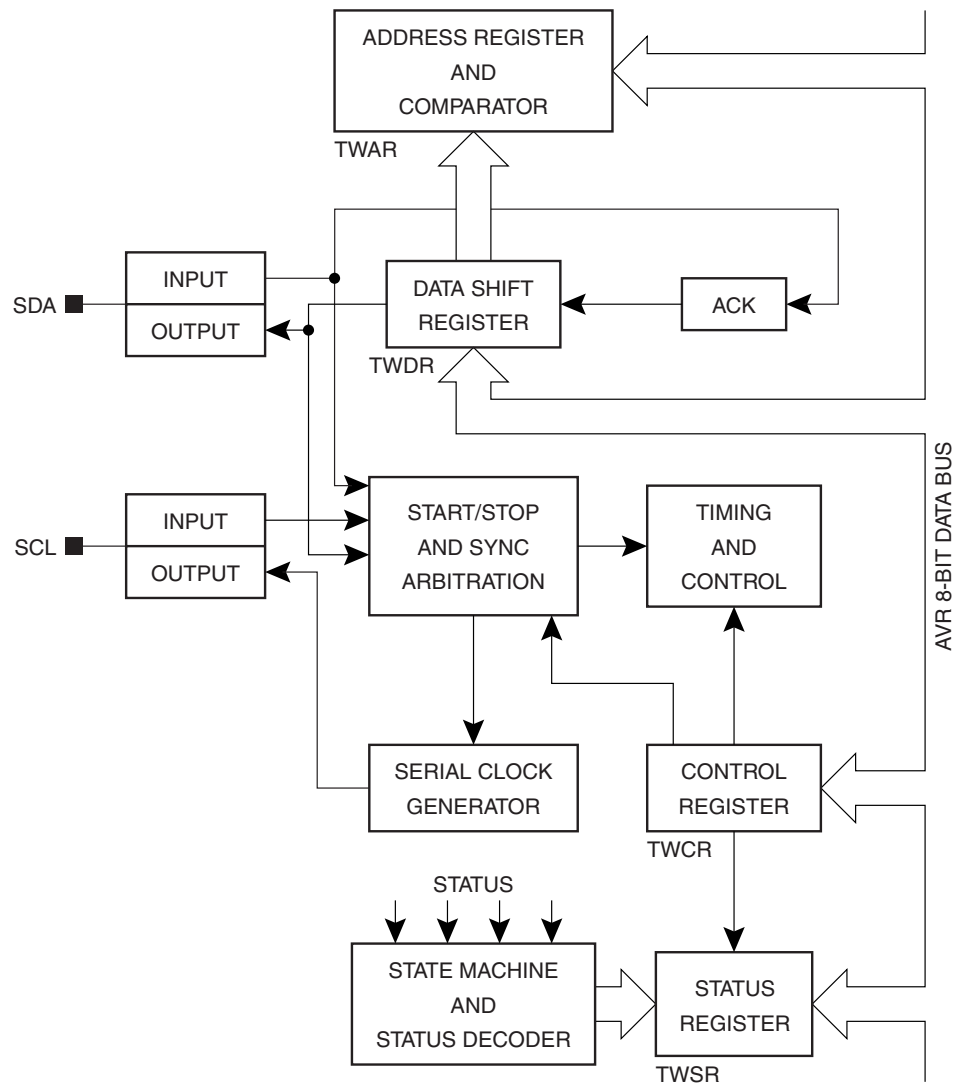 ADDRESS REGISTER
AND
COMPARATOR
TWAR
SDA
INPUT
OUTPUT
DATA SHIFT
REGISTER
TWDR
ACK
SCL
INPUT
OUTPUT
START/STOP
AND SYNC
ARBITRATION
TIMING
AND
CONTROL
AVR 8-BIT DATA BUS
SERIAL CLOCK
GENERATOR
CONTROL
REGISTER
TWCR
STATUS
STATE MACHINE
AND
STATUS DECODER
STATUS
REGISTER
TWSR